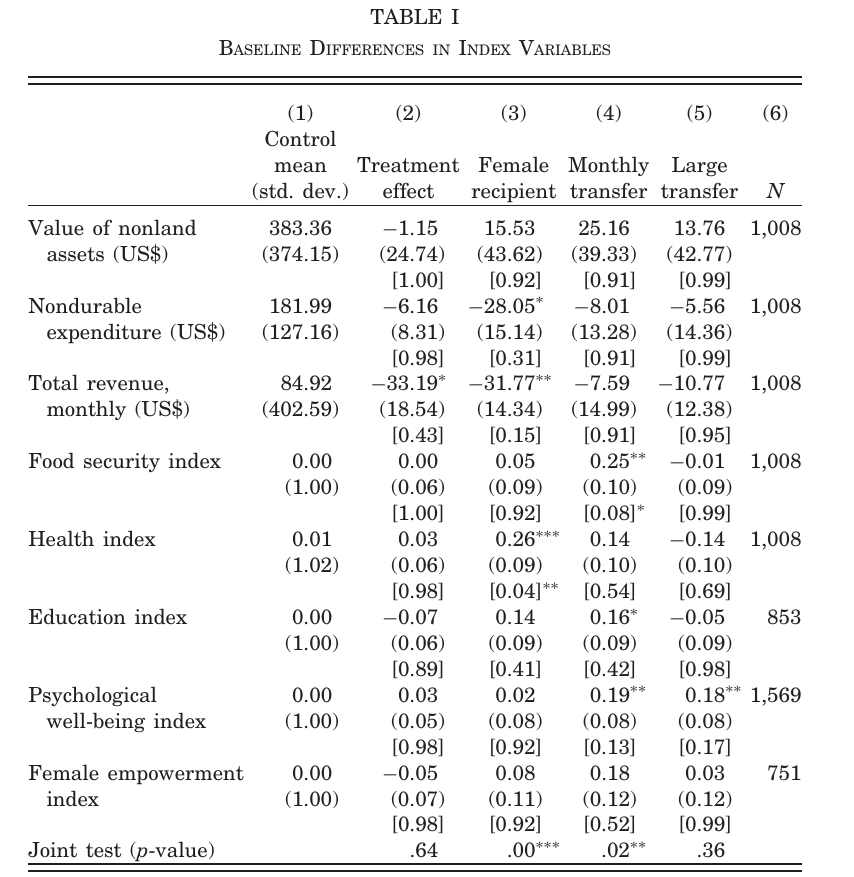 TABLE I
BASELINE DIFFERENCES IN INDEX VARIABLES
(1) (2) (3) (4) (5) (6)
Control
mean Treatment Female Monthly Large
(std. dev.) effect recipient transfer transfer N
Value of nonland 383.36 −1.15 15.53 25.16 13.76 1,008
assets (US$) (374.15) (24.74) (43.62) (39.33) (42.77)
[1.00] [0.92] [0.91] [0.99]
Nondurable 181.99 −6.16 −28.05* −8.01 −5.56 1,008
expenditure (US$) (127.16) (8.31) (15.14) (13.28) (14.36)
[0.98] [0.31] [0.91] [0.99]
Total revenue, 84.92 −33.19* −31.77** −7.59 −10.77 1,008
monthly (US$) (402.59) (18.54) (14.34) (14.99) (12.38)
[0.43] [0.15] [0.91] [0.95]
Food security index 0.00 0.00 0.05 0.25** −0.01 1,008
(1.00) (0.06) (0.09) (0.10) (0.09)
[1.00] [0.92] [0.08]* [0.99]
Health index 0.01 0.03 0.26*** 0.14 −0.14 1,008
(1.02) (0.06) (0.09) (0.10) (0.10)
[0.98] [0.04]** [0.54] [0.69]
Education index 0.00 −0.07 0.14 0.16* −0.05 853
(1.00) (0.06) (0.09) (0.09) (0.09)
[0.89] [0.41] [0.42] [0.98]
Psychological 0.00 0.03 0.02 0.19** 0.18** 1,569
well-being index (1.00) (0.05) (0.08) (0.08) (0.08)
[0.98] [0.92] [0.13] [0.17]
Female empowerment 0.00 −0.05 0.08 0.18 0.03 751
index (1.00) (0.07) (0.11) (0.12) (0.12)
[0.98] [0.92] [0.52] [0.99]
Joint test (p-value) .64 .00*** .02** .36